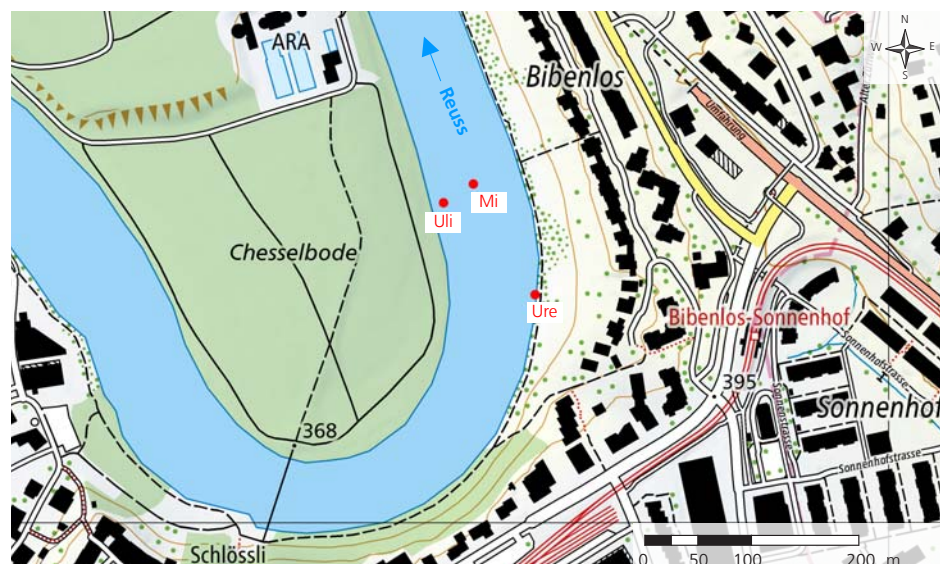 ARA
Bibenlos
N
W E
S
Reuss
Umfahrung
Mi
Uli
Chesselbode
Ure
Bibenlos-Sonnenhof
Sonnenhofstrasse
395
Sonnenhof
Sonnenstrasse
368
Sonnenhofstrasse
Schlössli
0 50 100 200 m